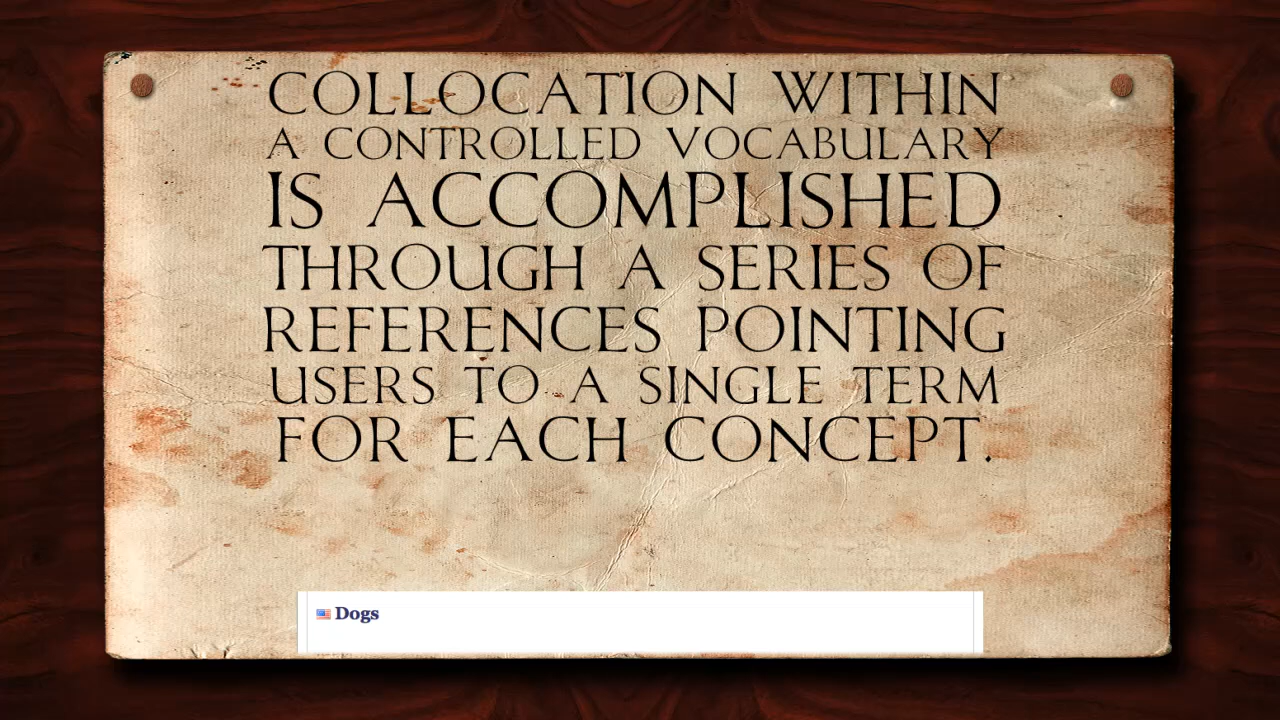 COLLOCATION WITHIN
A CONTROLLED VOCABULARY
IS ACCOMPLISHED
THROUGH A SERIES OF
REFERENCES POINTING
USERS TO A SINGLE TERM
FOR EACH CONCEPT.
Dogs